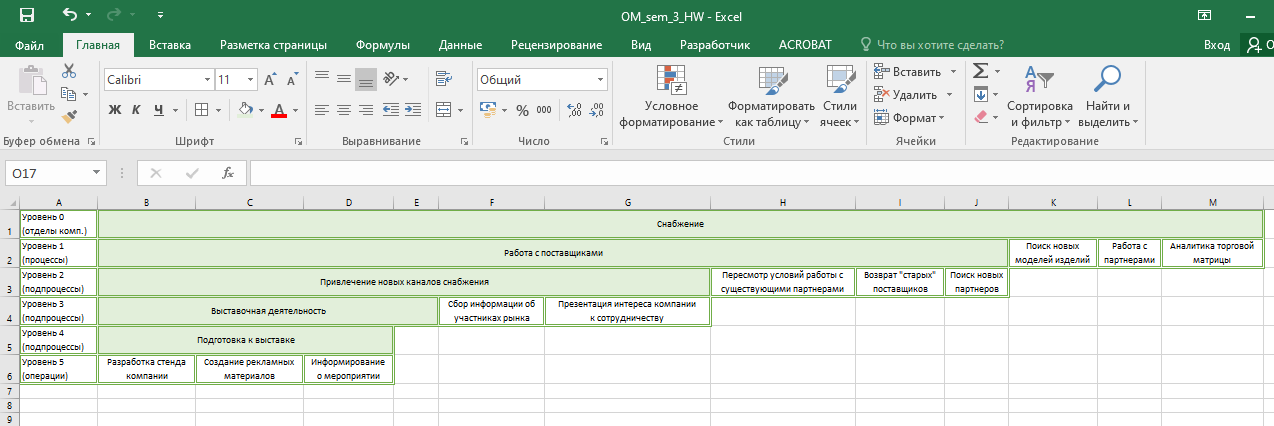 OM_sem_3_HW - Excel
Файл Главная Вставка Разметка страницы Формулы Данные Рецензирование Вид Разработчик ACROBAT Что вы хотите сделать? Вход О
Вставить
Буфер обмена
Calibri 11
Ж К Ч А
Шрифт
Выравнивание
Общий
% 000
Число
Условное форматирование
Форматировать как таблицу
Стили ячеек
Стили
Вставить
Удалить
Формат
Ячейки
Сортировка и фильтр
Найти и выделить
Редактирование
O17 fx
A B C D E F G H I J K L M
1 Уровень 0 (отделы комп.) Снабжение
2 Уровень 1 (процессы) Работа с поставщиками Поиск новых моделей изделий Работа с партнерами Аналитика торговой матрицы
3 Уровень 2 (подпроцессы) Привлечение новых каналов снабжения Пересмотр условий работы с существующими партнерами Возврат "старых" поставщиков Поиск новых партнеров
4 Уровень 3 (подпроцессы) Выставочная деятельность Сбор информации об участниках рынка Презентация интереса компании к сотрудничеству
5 Уровень 4 (подпроцессы) Подготовка к выставке
6 Уровень 5 (операции) Разработка стенда компании Создание рекламных материалов Информирование о мероприятии
7
8
9